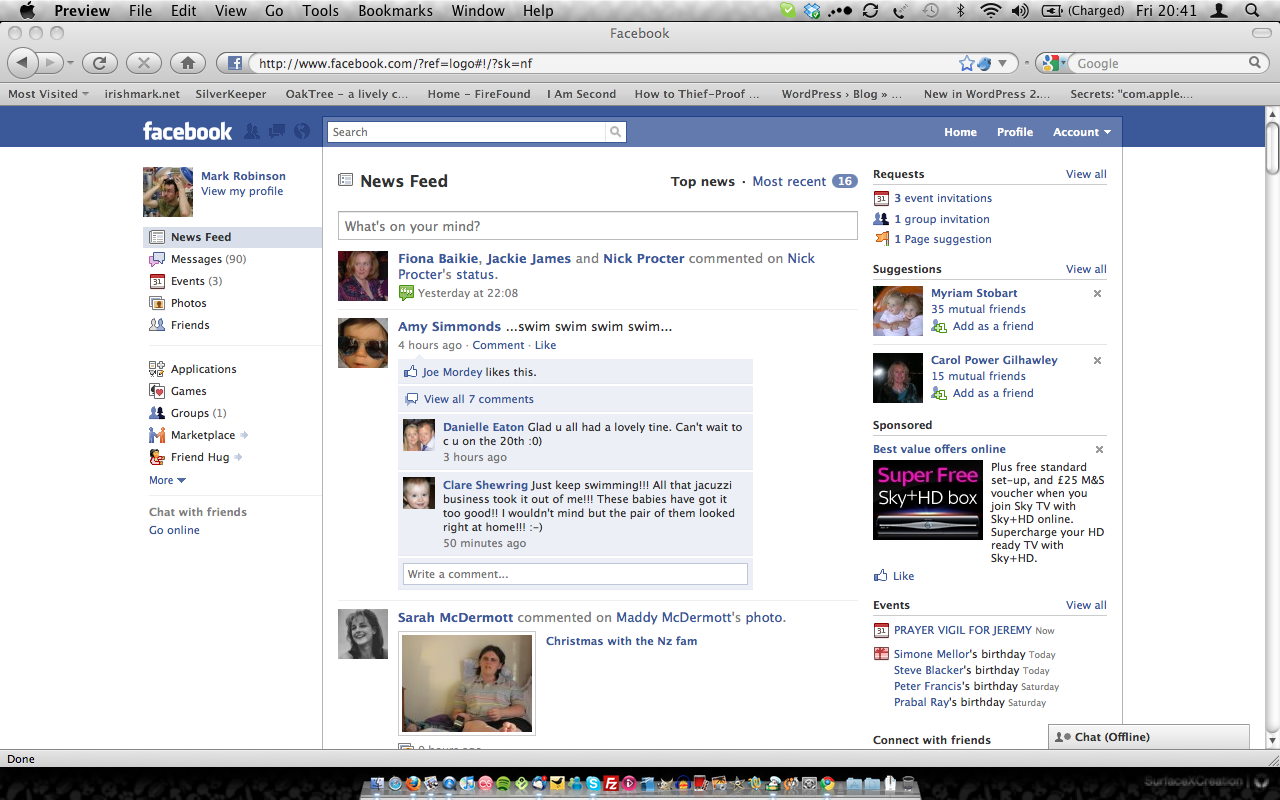 Preview File Edit View Go Tools Bookmarks Window Help (Charged) Fri 20:41
Facebook
http://www.facebook.com/?ref=logo#!/?sk=nf
Google
Most Visited irishmark.net SilverKeeper OakTree – a lively c... Home – FireFound I Am Second How to Thief-Proof ... WordPress › Blog » ... New in WordPress 2.... Secrets: "com.apple....
facebook
Search
Home Profile Account
Mark Robinson
View my profile
News Feed
Messages (90)
31 Events (3)
Photos
Friends
Applications
Games
Groups (1)
Marketplace
Friend Hug
More
Chat with friends
Go online
News Feed
Top news · Most recent 16
What's on your mind?
Fiona Baikie, Jackie James and Nick Procter commented on Nick
Procter's status.
Yesterday at 22:08
Amy Simmonds ...swim swim swim swim...
4 hours ago · Comment · Like
Joe Mordey likes this.
View all 7 comments
Danielle Eaton Glad u all had a lovely tine. Can't wait to
c u on the 20th :0)
3 hours ago
Clare Shewring Just keep swimming!!! All that jacuzzi
business took it out of me!!! These babies have got it
too good!! I wouldn't mind but the pair of them looked
right at home!!! :-)
50 minutes ago
Write a comment...
Sarah McDermott commented on Maddy McDermott's photo.
Christmas with the Nz fam
Requests View all
31 3 event invitations
1 group invitation
1 Page suggestion
Suggestions View all
Myriam Stobart
35 mutual friends
Add as a friend
Carol Power Gilhawley
15 mutual friends
Add as a friend
Sponsored
Best value offers online
Super Free
Sky+HD box
Plus free standard
set-up, and £25 M&S
voucher when you
join Sky TV with
Sky+HD online.
Supercharge your HD
ready TV with
Sky+HD.
Like
Events View all
31 PRAYER VIGIL FOR JEREMY Now
Simone Mellor's birthday Today
Steve Blacker's birthday Today
Peter Francis's birthday Saturday
Prabal Ray's birthday Saturday
Connect with friends
Chat (Offline)
Done
SurfaceXCreation